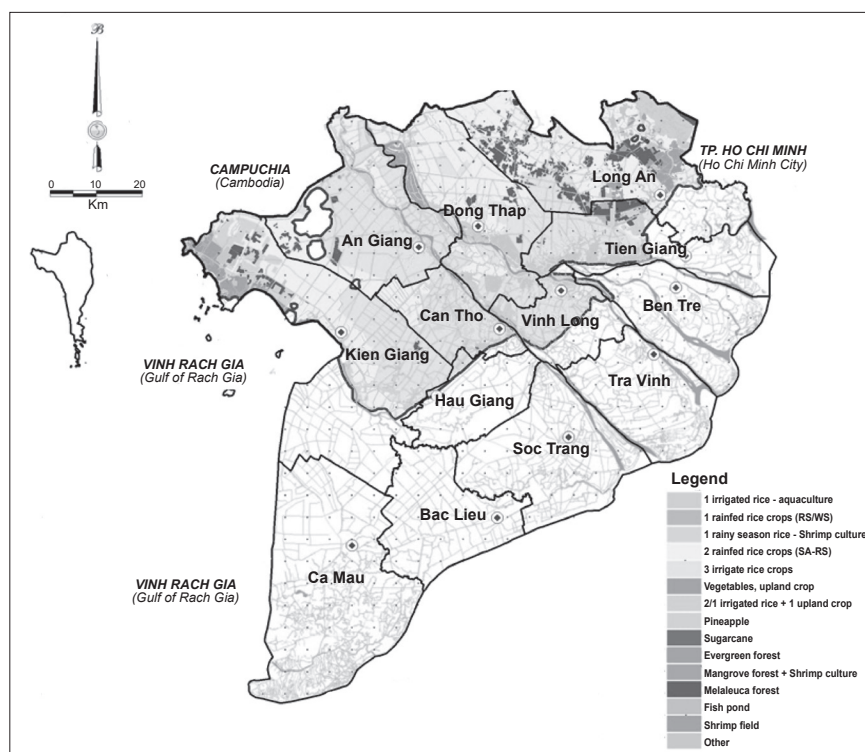 B
0 10 20
Km
CAMPUCHIA
(Cambodia)
TP. HO CHI MINH
(Ho Chi Minh City)
Long An
Dong Thap
An Giang
Tien Giang
Ben Tre
Can Tho
Vinh Long
Kien Giang
VINH RACH GIA
(Gulf of Rach Gia)
Tra Vinh
Hau Giang
Soc Trang
Bac Lieu
Ca Mau
VINH RACH GIA
(Gulf of Rach Gia)
Legend
1 irrigated rice - aquaculture
1 rainfed rice crops (RS/WS)
1 rainy season rice - Shrimp culture
2 rainfed rice crops (SA-RS)
3 irrigate rice crops
Vegetables, upland crop
2/1 irrigated rice + 1 upland crop
Pineapple
Sugarcane
Evergreen forest
Mangrove forest + Shrimp culture
Melaleuca forest
Fish pond
Shrimp field
Other